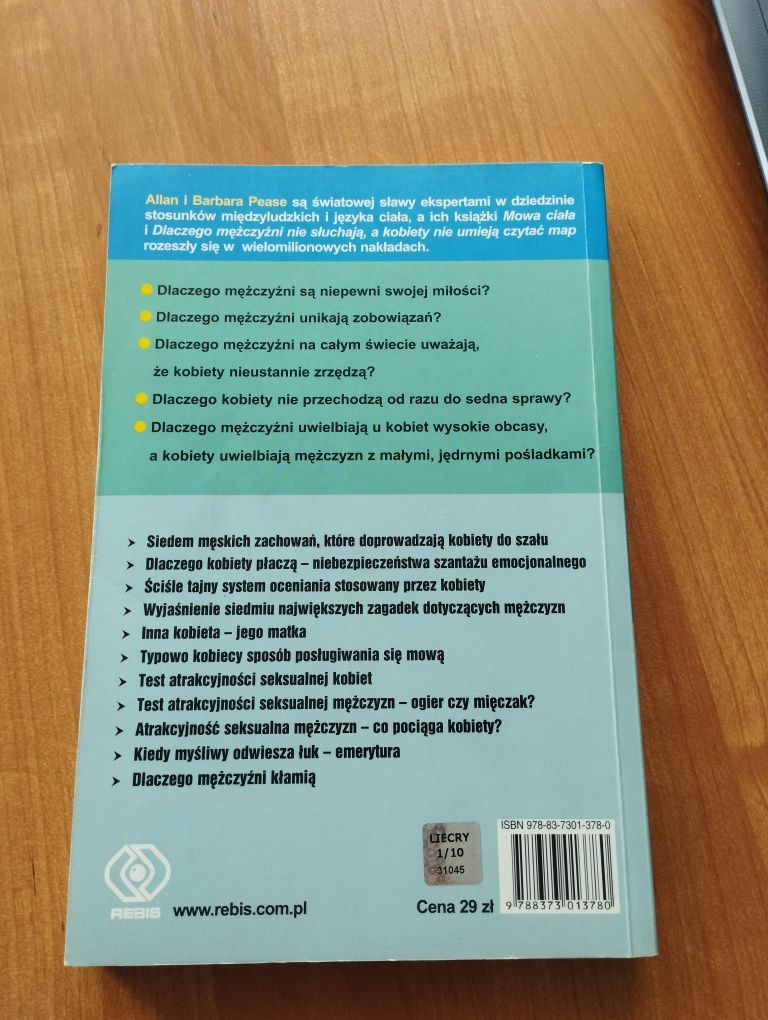 Allan i Barbara Pease są światowej sławy ekspertami w dziedzinie
stosunków międzyludzkich i języka ciała, a ich książki Mowa ciała
i Dlaczego mężczyźni nie słuchają, a kobiety nie umieją czytać map
rozeszły się w wielomilionowych nakładach.
Dlaczego mężczyźni są niepewni swojej miłości?
Dlaczego mężczyźni unikają zobowiązań?
Dlaczego mężczyźni na całym świecie uważają,
że kobiety nieustannie zrzędzą?
Dlaczego kobiety nie przechodzą od razu do sedna sprawy?
Dlaczego mężczyźni uwielbiają u kobiet wysokie obcasy,
a kobiety uwielbiają mężczyzn z małymi, jędrnymi pośladkami?
Siedem męskich zachowań, które doprowadzają kobiety do szału
Dlaczego kobiety płaczą – niebezpieczeństwa szantażu emocjonalnego
Ściśle tajny system oceniania stosowany przez kobiety
Wyjaśnienie siedmiu największych zagadek dotyczących mężczyzn
Inna kobieta – jego matka
Typowo kobiecy sposób posługiwania się mową
Test atrakcyjności seksualnej kobiet
Test atrakcyjności seksualnej mężczyzn – ogier czy mięczak?
Atrakcyjność seksualna mężczyzn – co pociąga kobiety?
Kiedy myśliwy odwiesza łuk – emerytura
Dlaczego mężczyźni kłamią
LIECRY
1/10
31045
ISBN 978-83-7301-378-0
9 788373 013780
REBIS
www.rebis.com.pl
Cena 29 zł